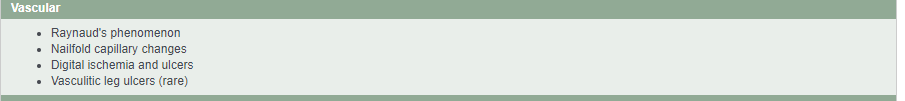 Vascular
Raynaud's phenomenon
Nailfold capillary changes
Digital ischemia and ulcers
Vasculitic leg ulcers (rare)